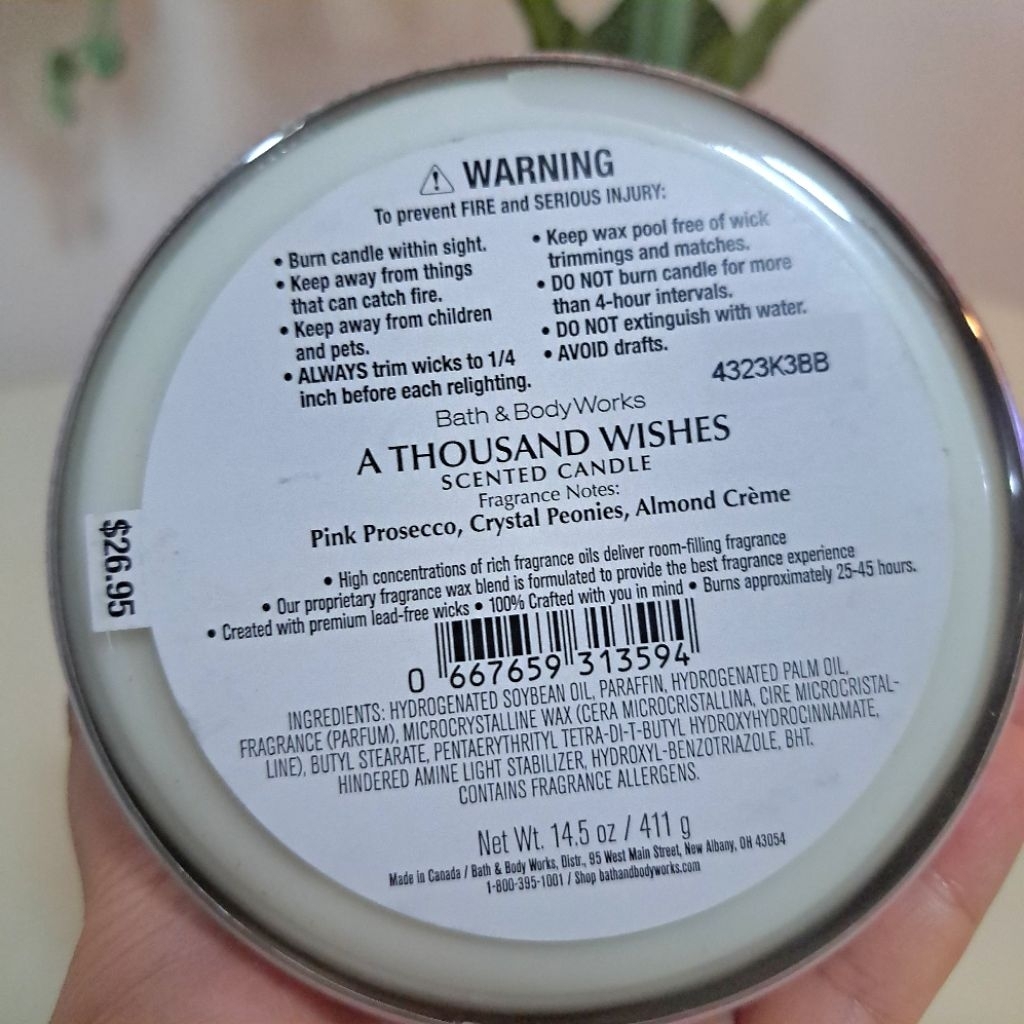 WARNING
To prevent FIRE and SERIOUS INJURY:
• Burn candle within sight.
• Keep away from things
that can catch fire.
• Keep away from children
and pets.
• ALWAYS trim wicks to 1/4
inch before each relighting.
• Keep wax pool free of wick
trimmings and matches.
• DO NOT burn candle for more
than 4-hour intervals.
• DO NOT extinguish with water.
• AVOID drafts.
4323K3BB
Bath & Body Works
A THOUSAND WISHES
SCENTED CANDLE
Fragrance Notes:
Pink Prosecco, Crystal Peonies, Almond Crème
• High concentrations of rich fragrance oils deliver room-filling fragrance
• Our proprietary fragrance wax blend is formulated to provide the best fragrance experience
• Created with premium lead-free wicks • 100% Crafted with you in mind • Burns approximately 25-45 hours.
$26.95
0 667659 313594
INGREDIENTS: HYDROGENATED SOYBEAN OIL, PARAFFIN, HYDROGENATED PALM OIL,
FRAGRANCE (PARFUM), MICROCRYSTALLINE WAX (CERA MICROCRISTALLINA, CIRE MICROCRISTAL-
LINE), BUTYL STEARATE, PENTAERYTHRITYL TETRA-DI-T-BUTYL HYDROXYHYDROCINNAMATE,
HINDERED AMINE LIGHT STABILIZER, HYDROXYL-BENZOTRIAZOLE, BHT.
CONTAINS FRAGRANCE ALLERGENS.
Net Wt. 14.5 oz / 411 g
Made in Canada / Bath & Body Works, Distr., 95 West Main Street, New Albany, OH 43054
1-800-395-1001 / Shop bathandbodyworks.com